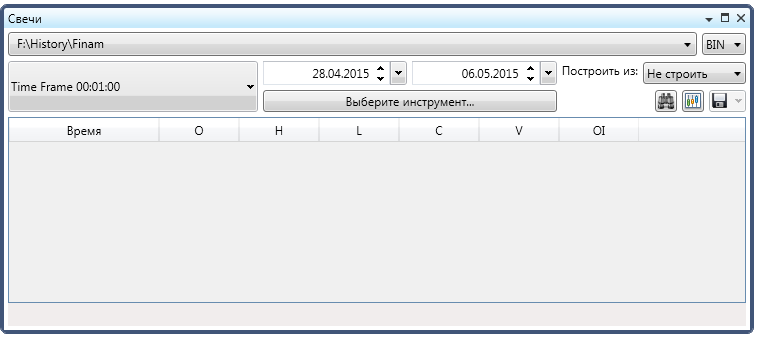 Свечи
F:\History\Finam BIN
Time Frame 00:01:00 28.04.2015 06.05.2015 Построить из: Не строить
Выберите инструмент...
Время O H L C V OI